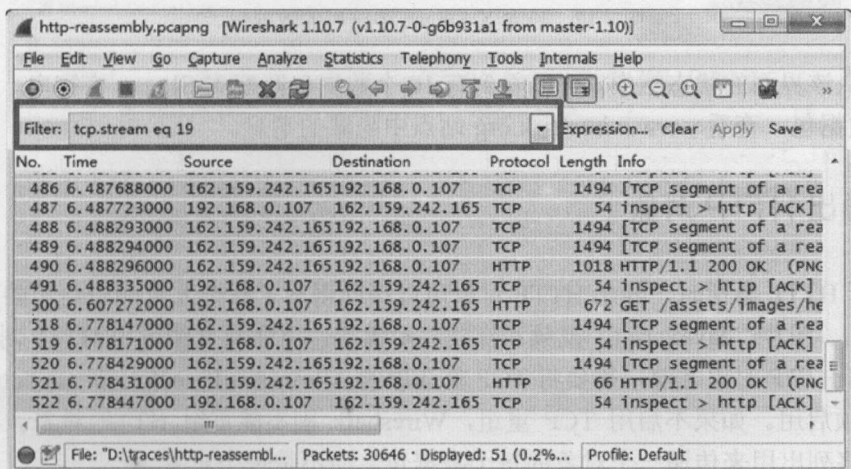 http-reassembly.pcapng [Wireshark 1.10.7 (v1.10.7-0-g6b931a1 from master-1.10)]
File Edit View Go Capture Analyze Statistics Telephony Tools Internals Help
Filter: tcp.stream eq 19 Expression... Clear Apply Save
No. Time Source Destination Protocol Length Info
486 6.487688000 162.159.242.165 192.168.0.107 TCP 1494 [TCP segment of a rea
487 6.487723000 192.168.0.107 162.159.242.165 TCP 54 inspect > http [ACK]
488 6.488293000 162.159.242.165 192.168.0.107 TCP 1494 [TCP segment of a rea
489 6.488294000 162.159.242.165 192.168.0.107 TCP 1494 [TCP segment of a rea
490 6.488296000 162.159.242.165 192.168.0.107 HTTP 1018 HTTP/1.1 200 OK (PNG
491 6.488335000 192.168.0.107 162.159.242.165 TCP 54 inspect > http [ACK]
500 6.607272000 192.168.0.107 162.159.242.165 HTTP 672 GET /assets/images/he
518 6.778147000 162.159.242.165 192.168.0.107 TCP 1494 [TCP segment of a rea
519 6.778171000 192.168.0.107 162.159.242.165 TCP 54 inspect > http [ACK]
520 6.778429000 162.159.242.165 192.168.0.107 TCP 1494 [TCP segment of a rea
521 6.778431000 162.159.242.165 192.168.0.107 HTTP 66 HTTP/1.1 200 OK (PNG
522 6.778447000 192.168.0.107 162.159.242.165 TCP 54 inspect > http [ACK]
File: "D:\traces\http-reassembl... Packets: 30646 · Displayed: 51 (0.2%... Profile: Default